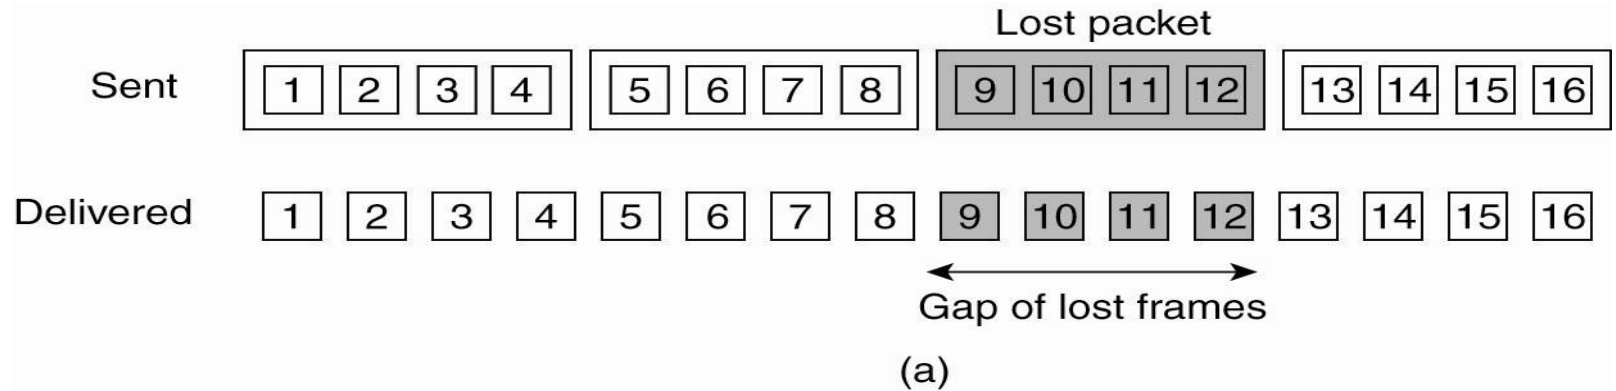 Lost packet
Sent 1 2 3 4 5 6 7 8 9 10 11 12 13 14 15 16
Delivered 1 2 3 4 5 6 7 8 9 10 11 12 13 14 15 16
Gap of lost frames
(a)